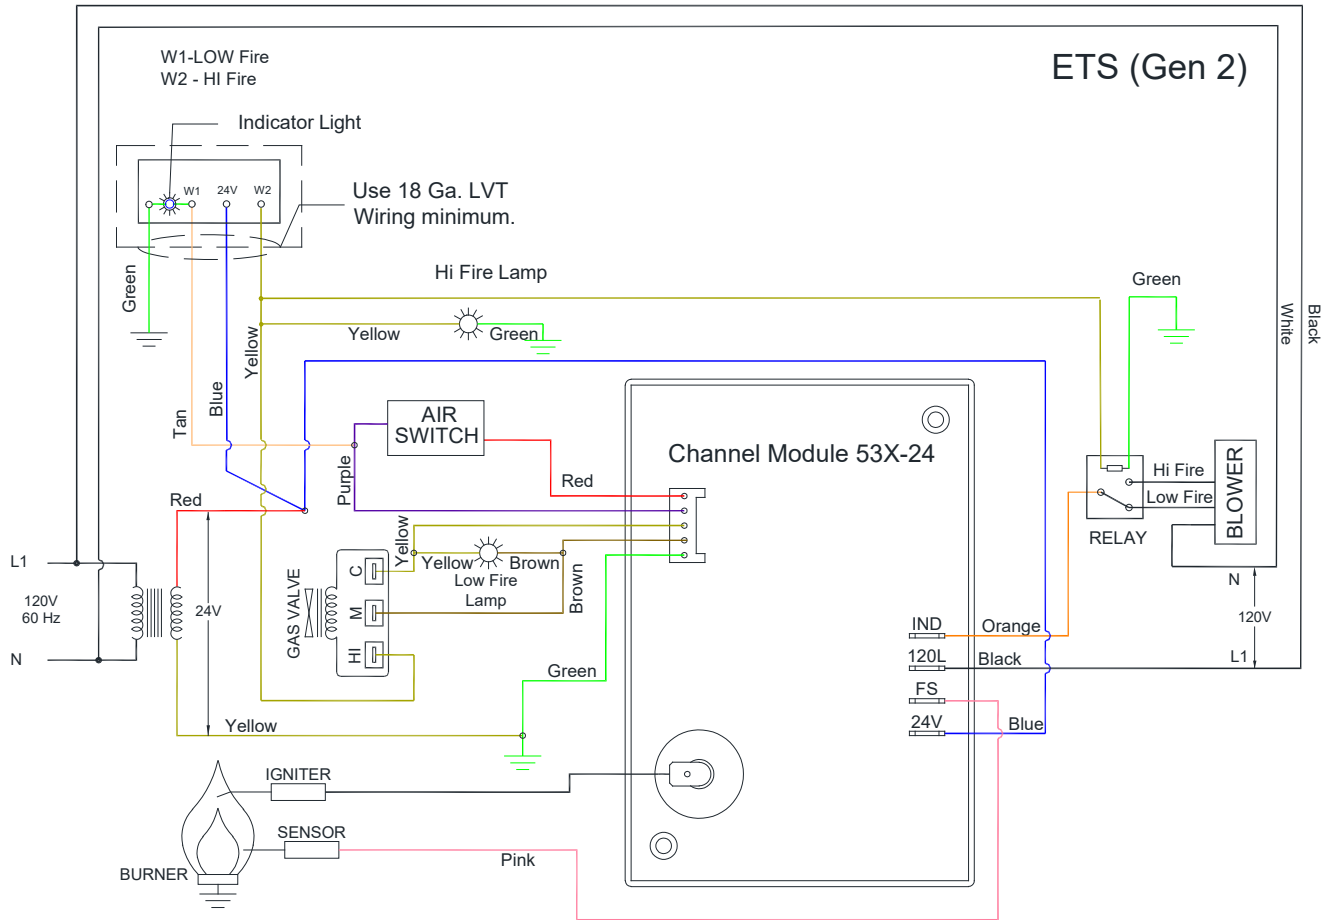 ETS (Gen 2)
W1-LOW Fire
W2 - HI Fire
Indicator Light
W1
24V
W2
Use 18 Ga. LVT
Wiring minimum.
Green
Hi Fire Lamp
Green
White
Black
Yellow
Green
Yellow
Blue
Tan
AIR
SWITCH
Channel Module 53X-24
Purple
Red
Red
Hi Fire
Low Fire
BLOWER
RELAY
Yellow
Yellow
Brown
Low Fire
Lamp
Brown
L1
120V
60 Hz
N
24V
GAS VALVE
C
M
HI
N
120V
L1
IND
Orange
120L
Black
FS
24V
Blue
Green
Yellow
IGNITER
SENSOR
Pink
BURNER